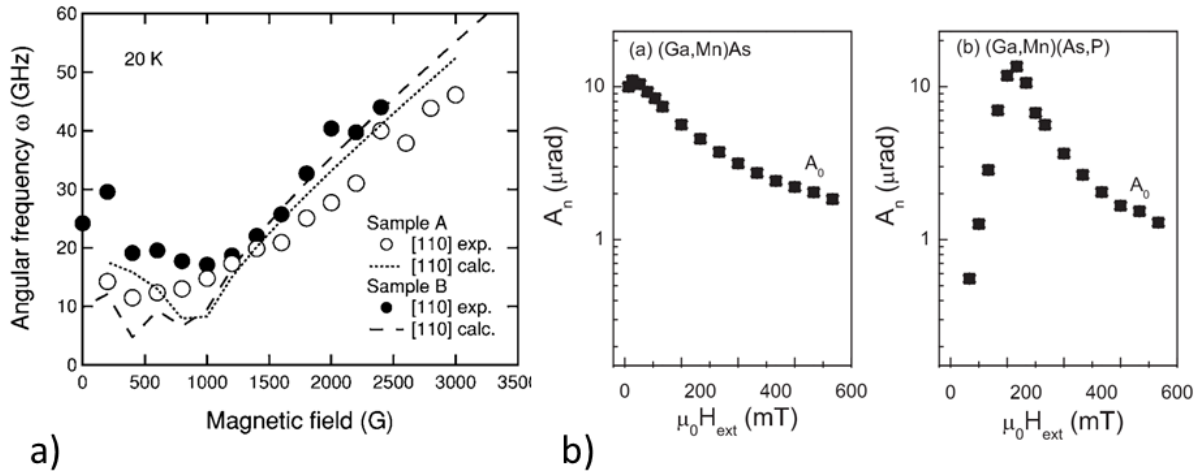 60
50
40
30
20
10
0
Angular frequency ω (GHz)
20 K
Sample A
[110] exp.
[110] calc.
Sample B
[110] exp.
[110] calc.
0 500 1000 1500 2000 2500 3000 3500
Magnetic field (G)
a)
(a) (Ga,Mn)As
10
1
A_n (μrad)
A_0
0 200 400 600
μ_0H_ext (mT)
(b) (Ga,Mn)(As,P)
10
1
A_n (μrad)
A_0
0 200 400 600
μ_0H_ext (mT)
b)